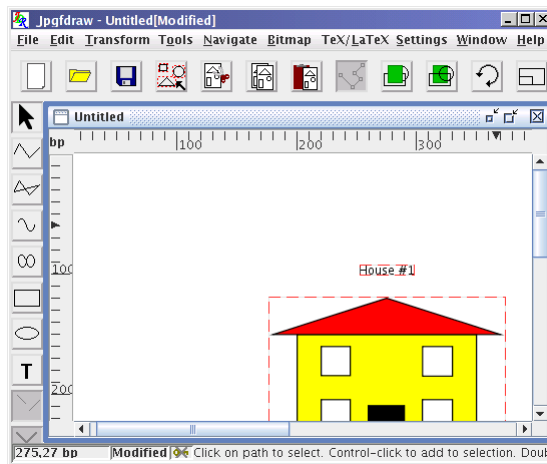 Jpgfdraw - Untitled[Modified]
File Edit Transform Tools Navigate Bitmap TeX/LaTeX Settings Window Help
Untitled
bp
100 200 300
100
House #1
T
200
275,27 bp Modified Click on path to select. Control-click to add to selection. Doub